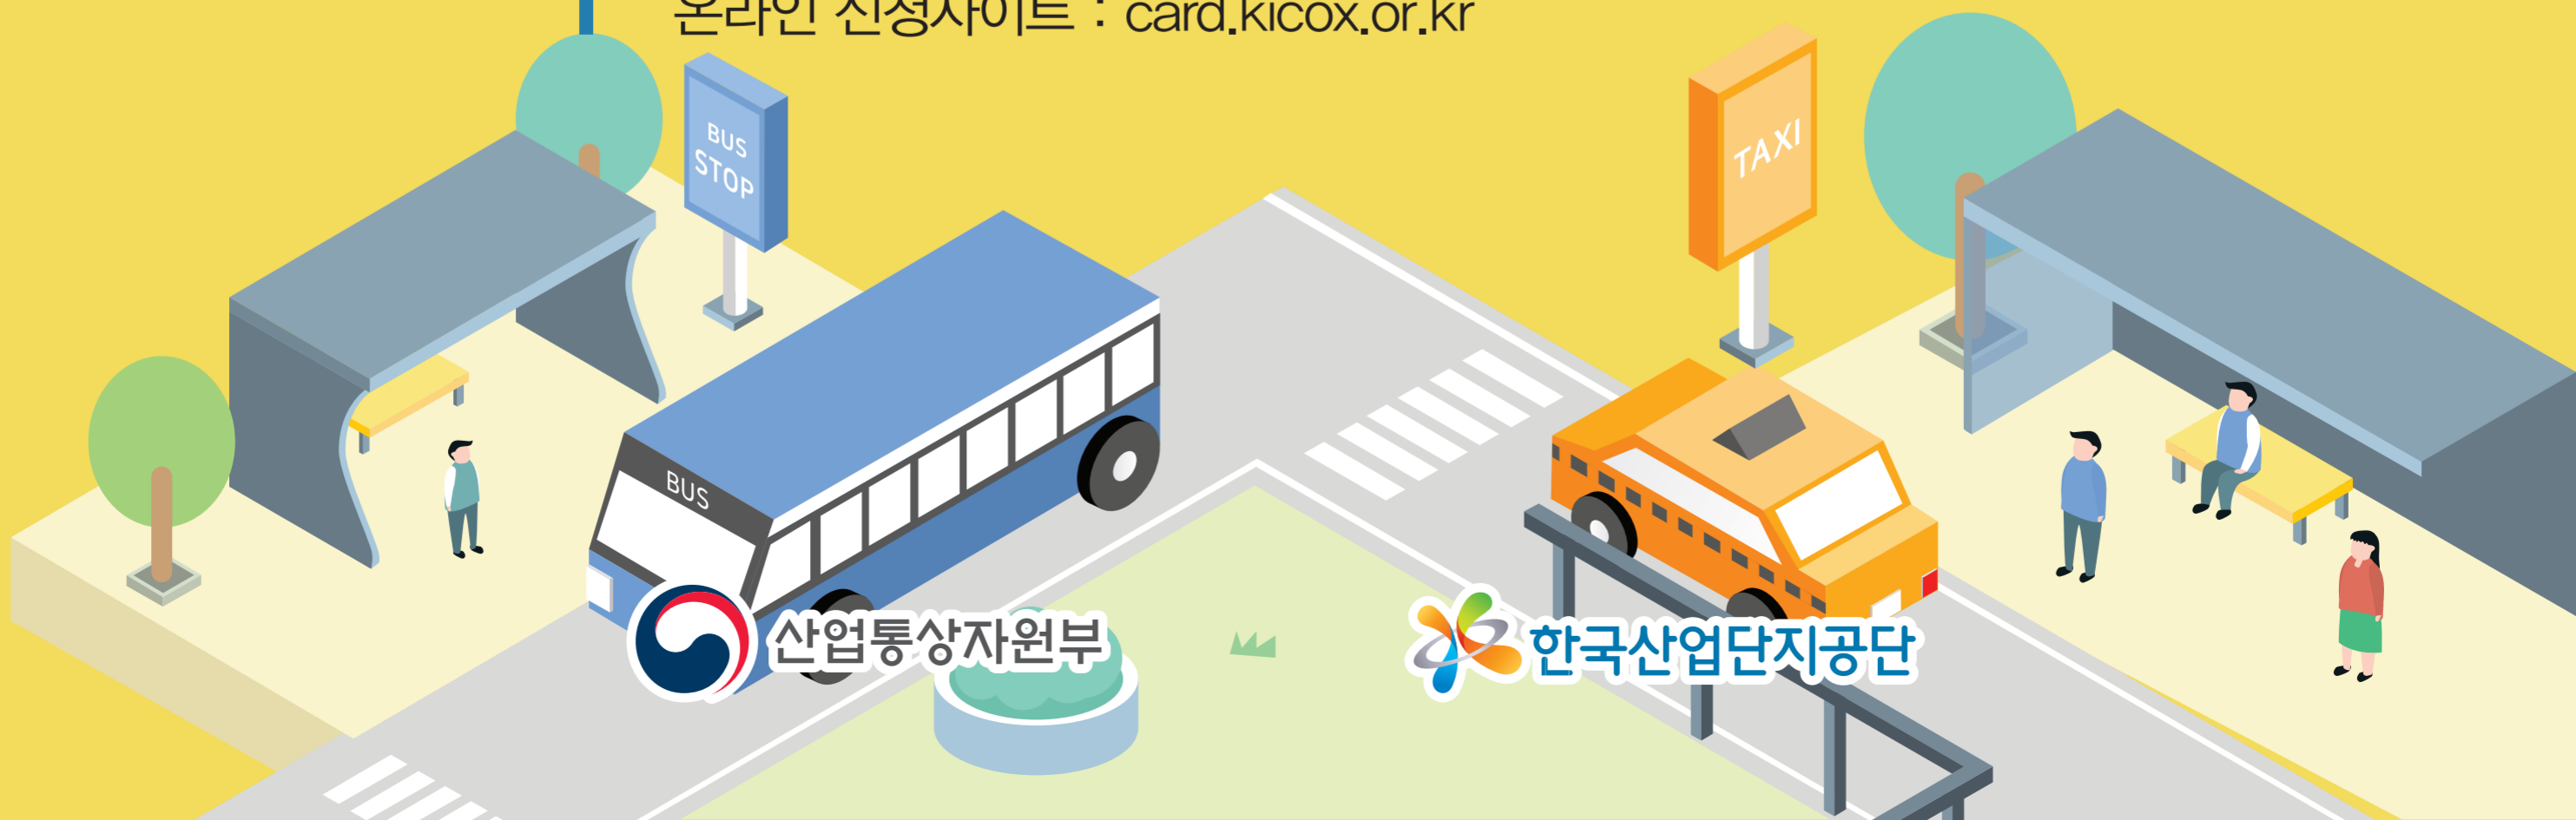 온라인 신청사이트 : card.kicox.or.kr
BUS
STOP
TAXI
BUS
산업통상자원부
한국산업단지공단